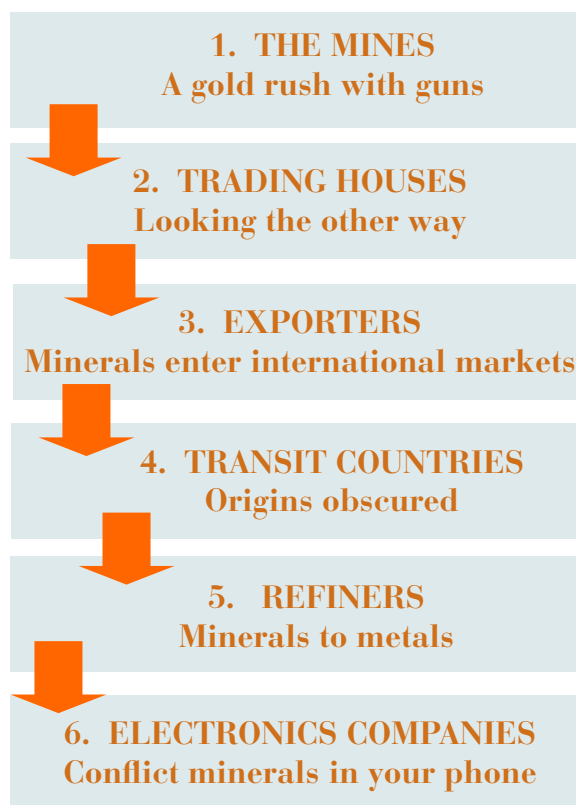 1. THE MINES
A gold rush with guns
2. TRADING HOUSES
Looking the other way
3. EXPORTERS
Minerals enter international markets
4. TRANSIT COUNTRIES
Origins obscured
5. REFINERS
Minerals to metals
6. ELECTRONICS COMPANIES
Conflict minerals in your phone